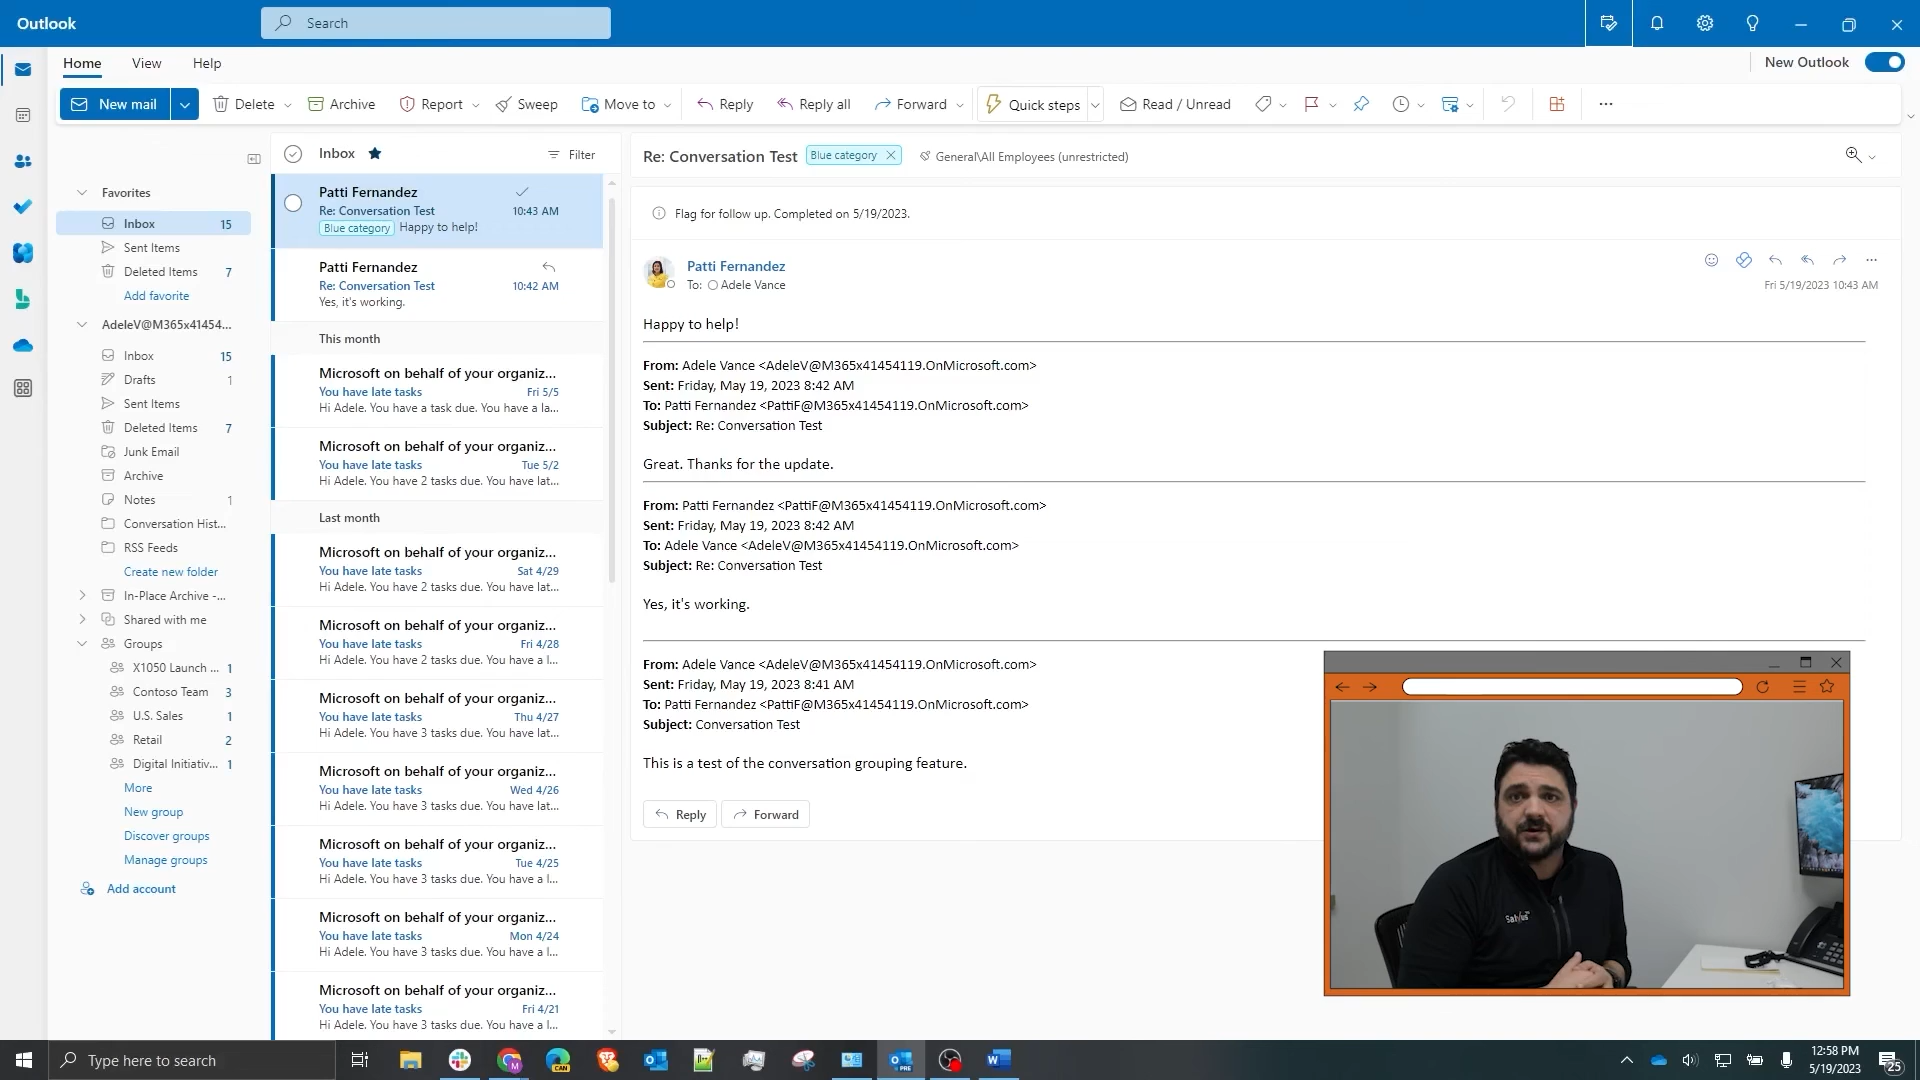 Outlook
Search
Home View Help
New Outlook
New mail Delete Archive Report Sweep Move to Reply Reply all Forward Quick steps Read / Unread
Favorites
Inbox 15
Sent Items
Deleted Items 7
Add favorite
AdeleV@M365x41454...
Inbox 15
Drafts 1
Sent Items
Deleted Items 7
Junk Email
Archive
Notes 1
Conversation Hist...
RSS Feeds
Create new folder
In-Place Archive -...
Shared with me
Groups
X1050 Launch ... 1
Contoso Team 3
U.S. Sales 1
Retail 2
Digital Initiativ... 1
More
New group
Discover groups
Manage groups
Add account
Inbox Filter
Patti Fernandez
Re: Conversation Test 10:43 AM
Blue category Happy to help!
Patti Fernandez
Re: Conversation Test 10:42 AM
Yes, it's working.
This month
Microsoft on behalf of your organiz...
You have late tasks Fri 5/5
Hi Adele. You have a task due. You have a la...
Microsoft on behalf of your organiz...
You have late tasks Tue 5/2
Hi Adele. You have 2 tasks due. You have lat...
Last month
Microsoft on behalf of your organiz...
You have late tasks Sat 4/29
Hi Adele. You have 2 tasks due. You have lat...
Microsoft on behalf of your organiz...
You have late tasks Fri 4/28
Hi Adele. You have 2 tasks due. You have a l...
Microsoft on behalf of your organiz...
You have late tasks Thu 4/27
Hi Adele. You have 3 tasks due. You have lat...
Microsoft on behalf of your organiz...
You have late tasks Wed 4/26
Hi Adele. You have 3 tasks due. You have lat...
Microsoft on behalf of your organiz...
You have late tasks Tue 4/25
Hi Adele. You have 3 tasks due. You have a l...
Microsoft on behalf of your organiz...
You have late tasks Mon 4/24
Hi Adele. You have 3 tasks due. You have a l...
Microsoft on behalf of your organiz...
You have late tasks Fri 4/21
Hi Adele. You have 3 tasks due. You have a l...
Re: Conversation Test Blue category General\All Employees (unrestricted)
Flag for follow up. Completed on 5/19/2023.
Patti Fernandez
To: Adele Vance
Fri 5/19/2023 10:43 AM
Happy to help!
From: Adele Vance <AdeleV@M365x41454119.OnMicrosoft.com>
Sent: Friday, May 19, 2023 8:42 AM
To: Patti Fernandez <PattiF@M365x41454119.OnMicrosoft.com>
Subject: Re: Conversation Test
Great. Thanks for the update.
From: Patti Fernandez <PattiF@M365x41454119.OnMicrosoft.com>
Sent: Friday, May 19, 2023 8:42 AM
To: Adele Vance <AdeleV@M365x41454119.OnMicrosoft.com>
Subject: Re: Conversation Test
Yes, it's working.
From: Adele Vance <AdeleV@M365x41454119.OnMicrosoft.com>
Sent: Friday, May 19, 2023 8:41 AM
To: Patti Fernandez <PattiF@M365x41454119.OnMicrosoft.com>
Subject: Conversation Test
This is a test of the conversation grouping feature.
Reply Forward
Type here to search
CAN
PRE
12:58 PM
5/19/2023
25